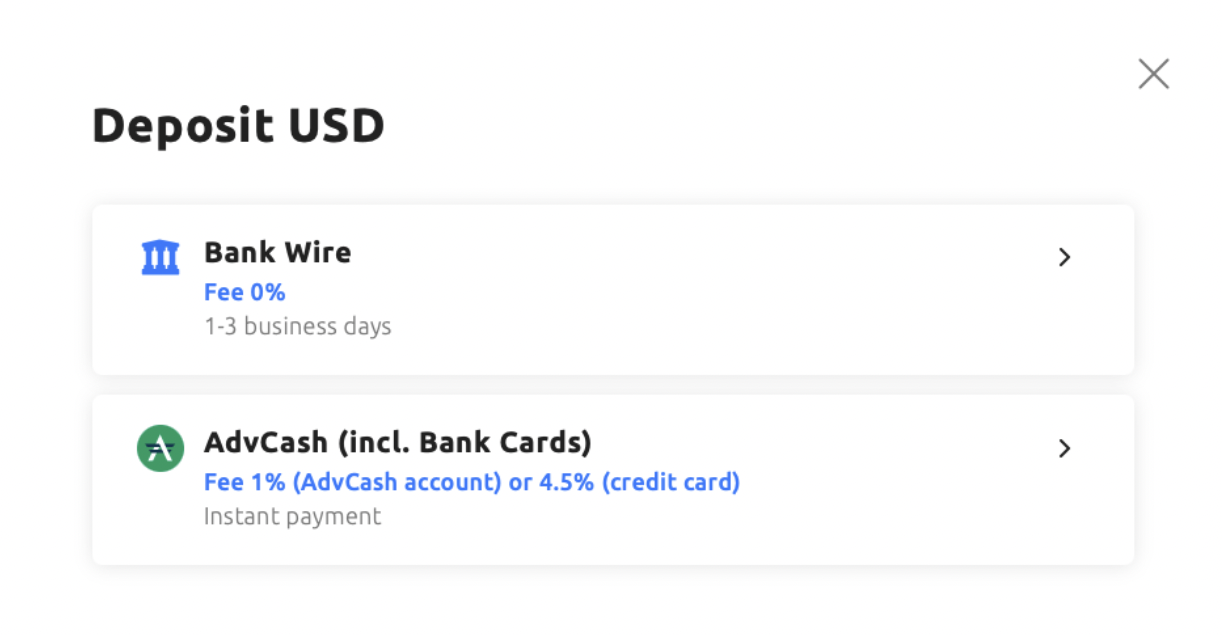 Deposit USD
Bank Wire
Fee 0%
1-3 business days
AdvCash (incl. Bank Cards)
Fee 1% (AdvCash account) or 4.5% (credit card)
Instant payment